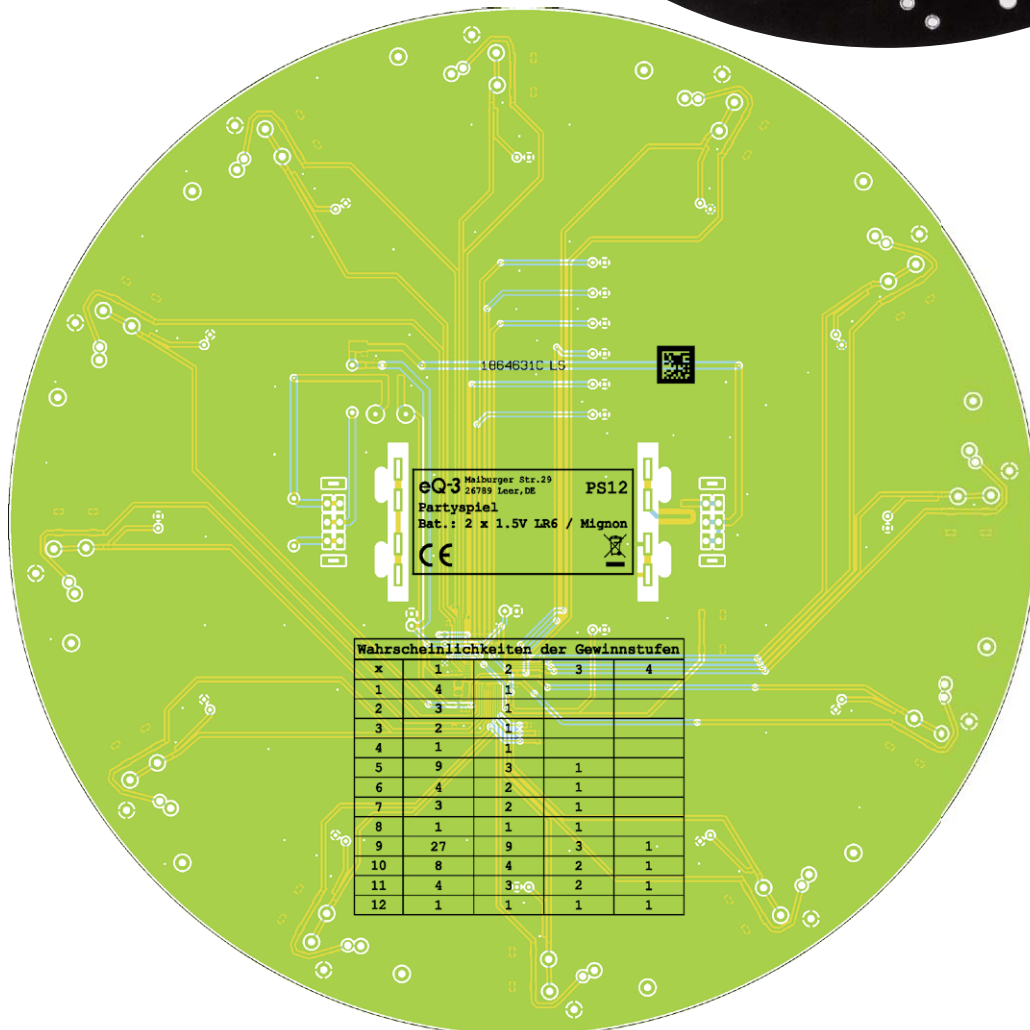 1864631C LS
eQ-3 Maiburger Str.29
26789 Leer,DE
PS12
Partyspiel
Bat.: 2 x 1.5V LR6 / Mignon
CE
Wahrscheinlichkeiten der Gewinnstufen
x 1 2 3 4
1 4 1
2 3 1
3 2 1
4 1 1
5 9 3 1
6 4 2 1
7 3 2 1
8 1 1 1
9 27 9 3 1
10 8 4 2 1
11 4 3 2 1
12 1 1 1 1